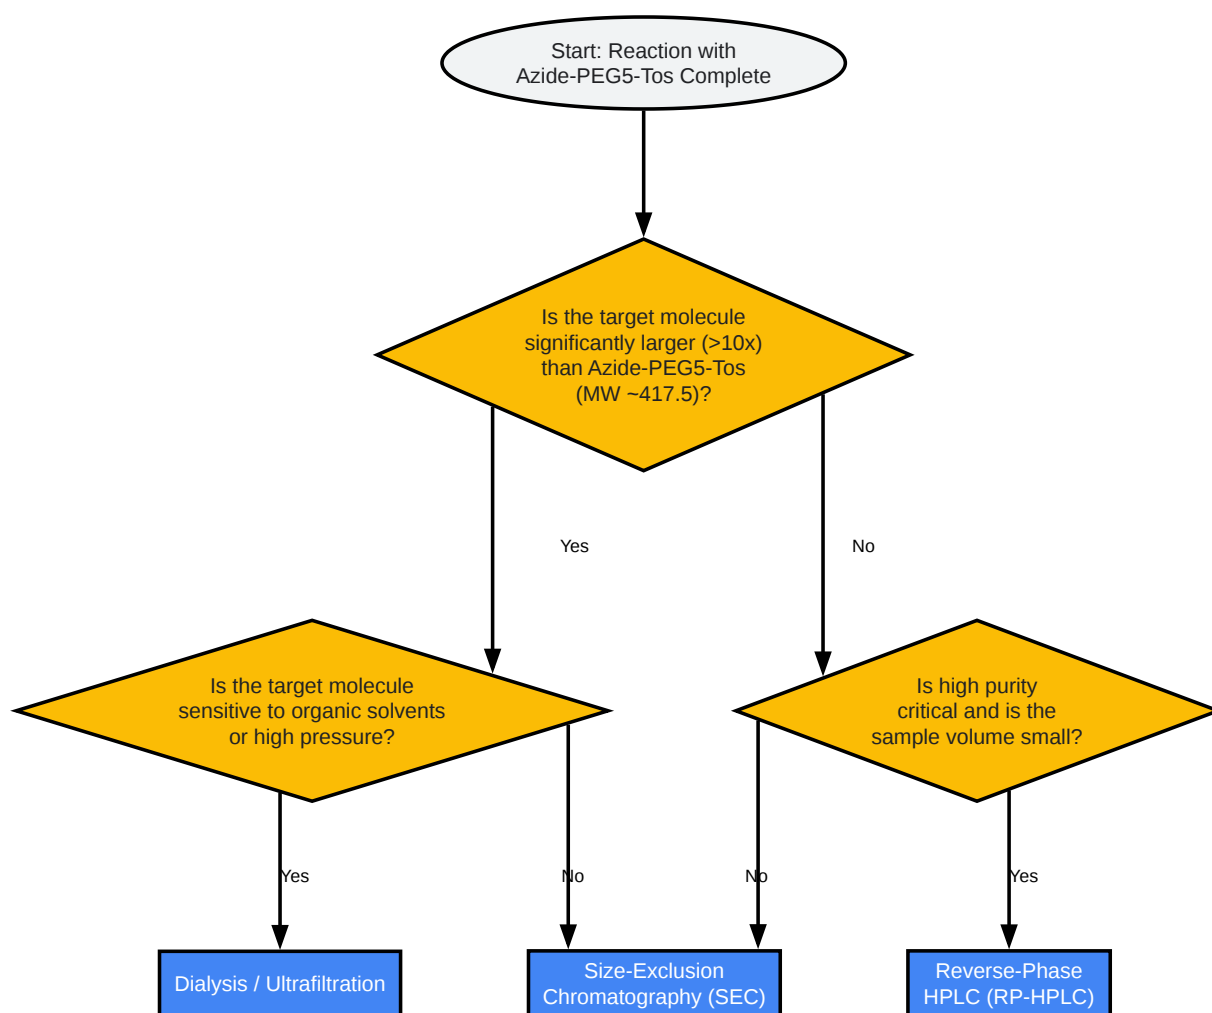 Start: Reaction with
Azide-PEG5-Tos Complete
Is the target molecule
significantly larger (>10x)
than Azide-PEG5-Tos
(MW ~417.5)?
Yes
No
Is the target molecule
sensitive to organic solvents
or high pressure?
Is high purity
critical and is the
sample volume small?
Yes
No
No
Yes
Dialysis / Ultrafiltration
Size-Exclusion
Chromatography (SEC)
Reverse-Phase
HPLC (RP-HPLC)